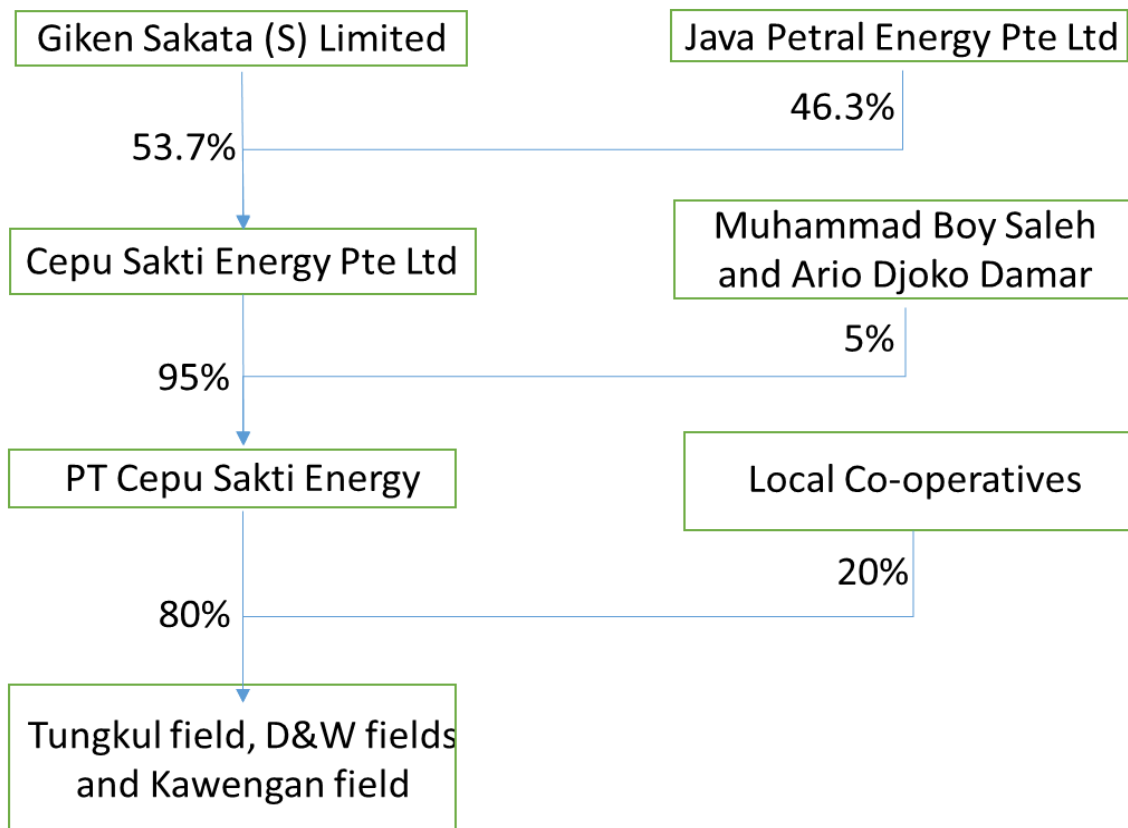 Giken Sakata (S) Limited
Java Petral Energy Pte Ltd
46.3%
53.7%
Cepu Sakti Energy Pte Ltd
Muhammad Boy Saleh
and Ario Djoko Damar
5%
95%
PT Cepu Sakti Energy
Local Co-operatives
20%
80%
Tungkul field, D&W fields
and Kawengan field